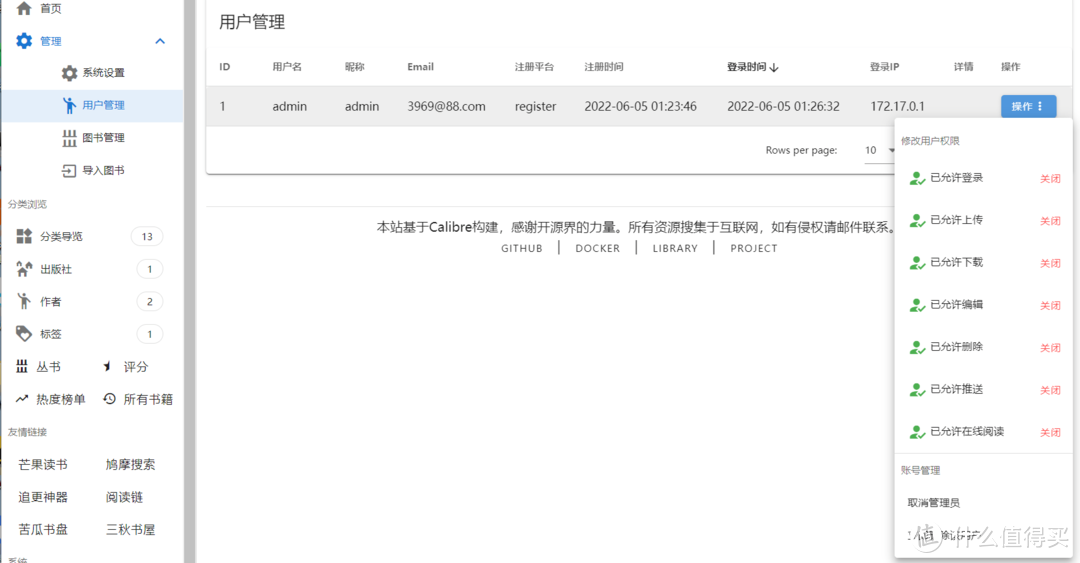 首页
管理
系统设置
用户管理
图书管理
导入图书
分类浏览
分类导览 13
出版社 1
作者 2
标签 1
丛书 评分
热度榜单 所有书籍
友情链接
芒果读书 鸠摩搜索
追更神器 阅读链
苦瓜书盘 三秋书屋
系统
用户管理
ID 用户名 昵称 Email 注册平台 注册时间 登录时间 登录IP 详情 操作
1 admin admin 3969@88.com register 2022-06-05 01:23:46 2022-06-05 01:26:32 172.17.0.1 操作
Rows per page: 10
本站基于Calibre构建，感谢开源界的力量。所有资源搜集于互联网，如有侵权请邮件联系。
GITHUB | DOCKER | LIBRARY | PROJECT
修改用户权限
已允许登录 关闭
已允许上传 关闭
已允许下载 关闭
已允许编辑 关闭
已允许删除 关闭
已允许推送 关闭
已允许在线阅读 关闭
账号管理
取消管理员
值 什么值得买